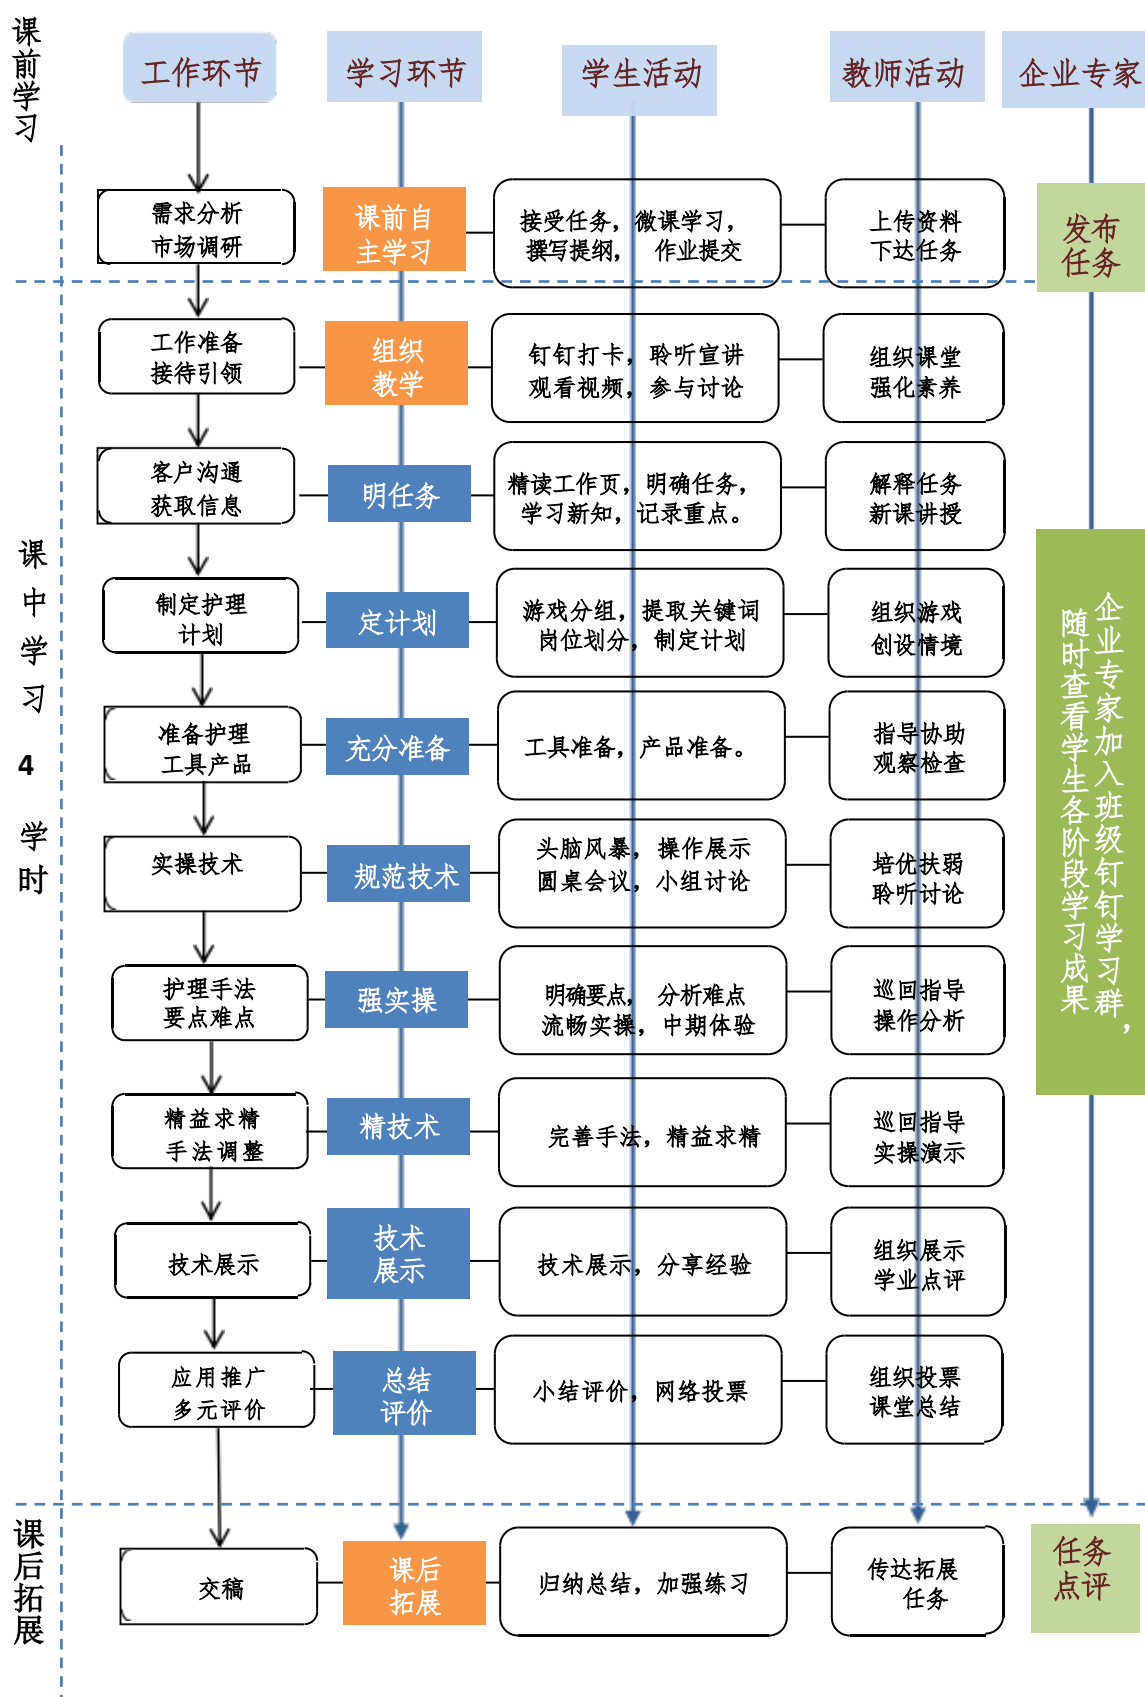 课前学习
工作环节
学习环节
学生活动
教师活动
企业专家
需求分析
市场调研
课前自
主学习
接受任务，微课学习，
撰写提纲， 作业提交
上传资料
下达任务
发布
任务
课中学习 4 学时
工作准备
接待引领
组织
教学
钉钉打卡，聆听宣讲
观看视频，参与讨论
组织课堂
强化素养
客户沟通
获取信息
明任务
精读工作页，明确任务，
学习新知，记录重点。
解释任务
新课讲授
制定护理
计划
定计划
游戏分组，提取关键词
岗位划分，制定计划
组织游戏
创设情境
企业专家加入班级钉钉学习群，
随时查看学生各阶段学习成果
准备护理
工具产品
充分准备
工具准备，产品准备。
指导协助
观察检查
实操技术
规范技术
头脑风暴，操作展示
圆桌会议，小组讨论
培优扶弱
聆听讨论
护理手法
要点难点
强实操
明确要点， 分析难点
流畅实操，中期体验
巡回指导
操作分析
精益求精
手法调整
精技术
完善手法，精益求精
巡回指导
实操演示
技术展示
技术
展示
技术展示，分享经验
组织展示
学业点评
应用推广
多元评价
总结
评价
小结评价，网络投票
组织投票
课堂总结
课后拓展
交稿
课后
拓展
归纳总结，加强练习
传达拓展
任务
任务
点评